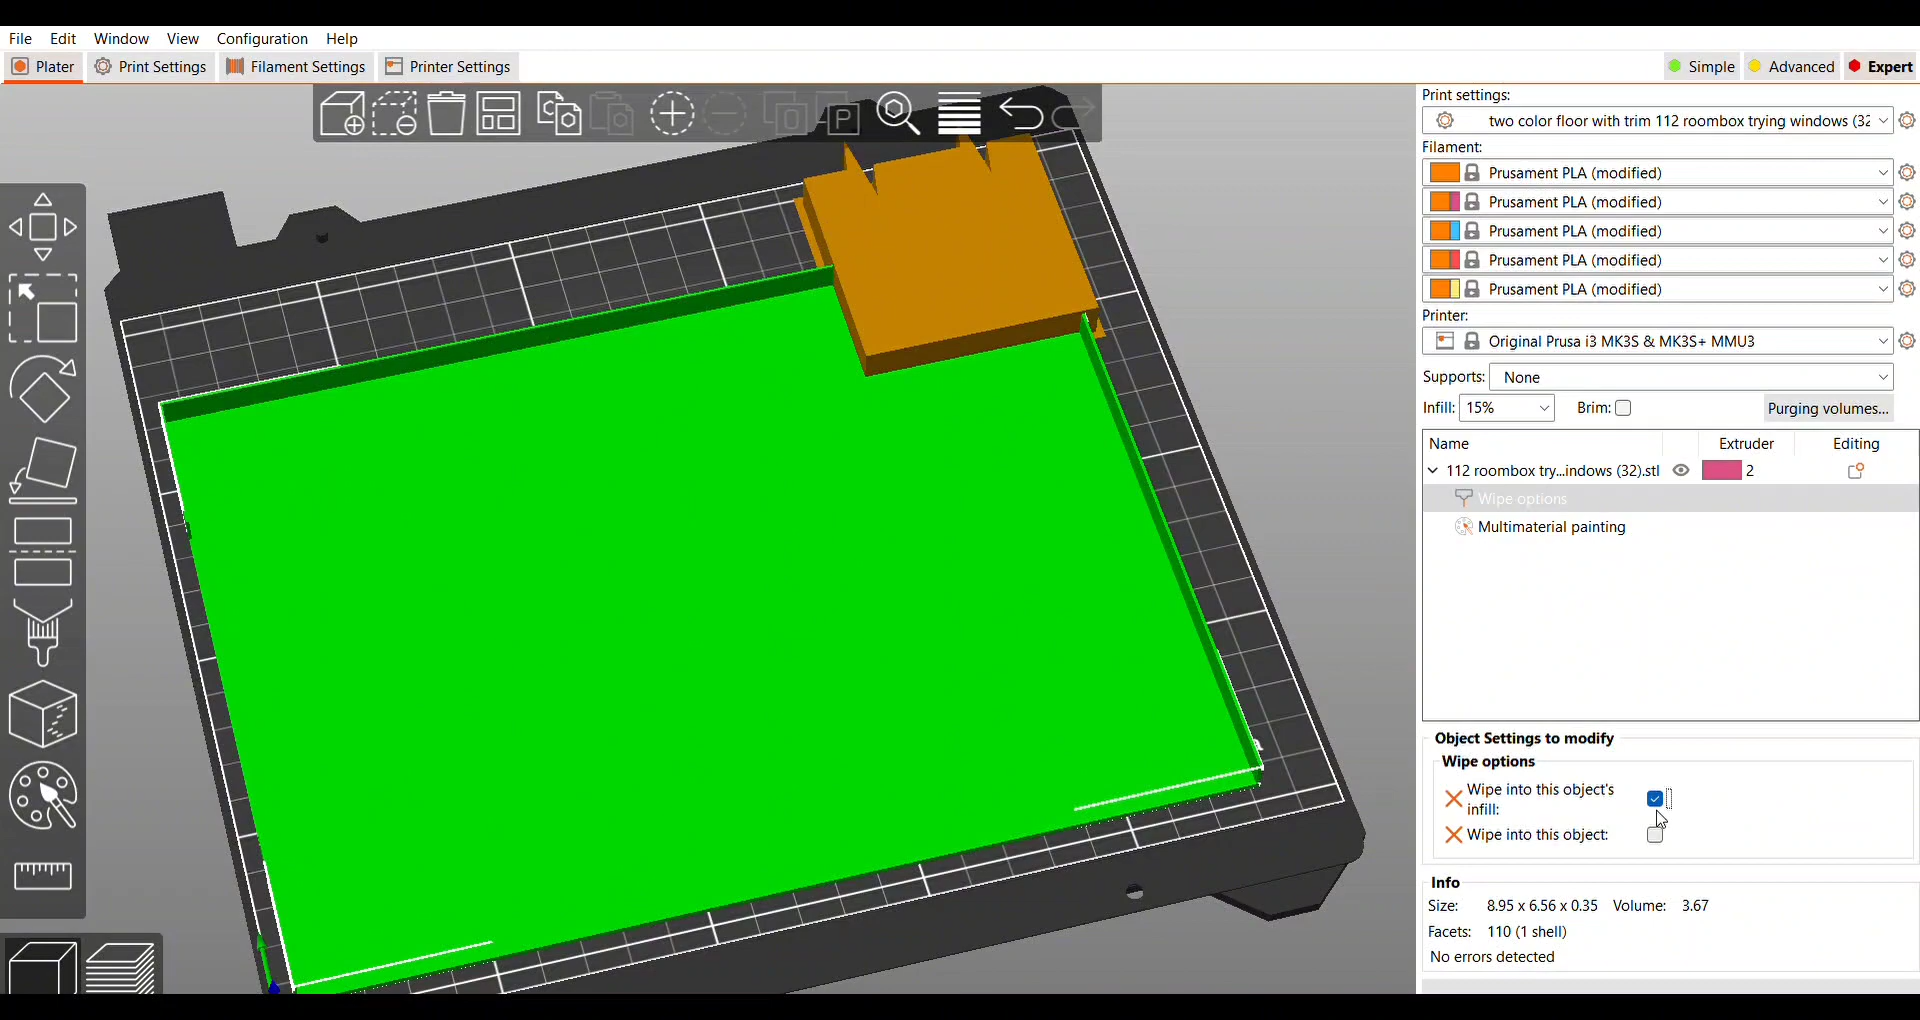 File Edit Window View Configuration Help
Plater Print Settings Filament Settings Printer Settings Simple Advanced Expert
Print settings:
two color floor with trim 112 roombox trying windows (32
Filament:
Prusament PLA (modified)
Prusament PLA (modified)
Prusament PLA (modified)
Prusament PLA (modified)
Prusament PLA (modified)
Printer:
Original Prusa i3 MK3S & MK3S+ MMU3
Supports: None
Infill: 15% Brim: Purging volumes...
Name Extruder Editing
112 roombox try...indows (32).stl 2
Wipe options
Multimaterial painting
Object Settings to modify
Wipe options
Wipe into this object's
infill:
Wipe into this object:
Info
Size: 8.95 x 6.56 x 0.35 Volume: 3.67
Facets: 110 (1 shell)
No errors detected